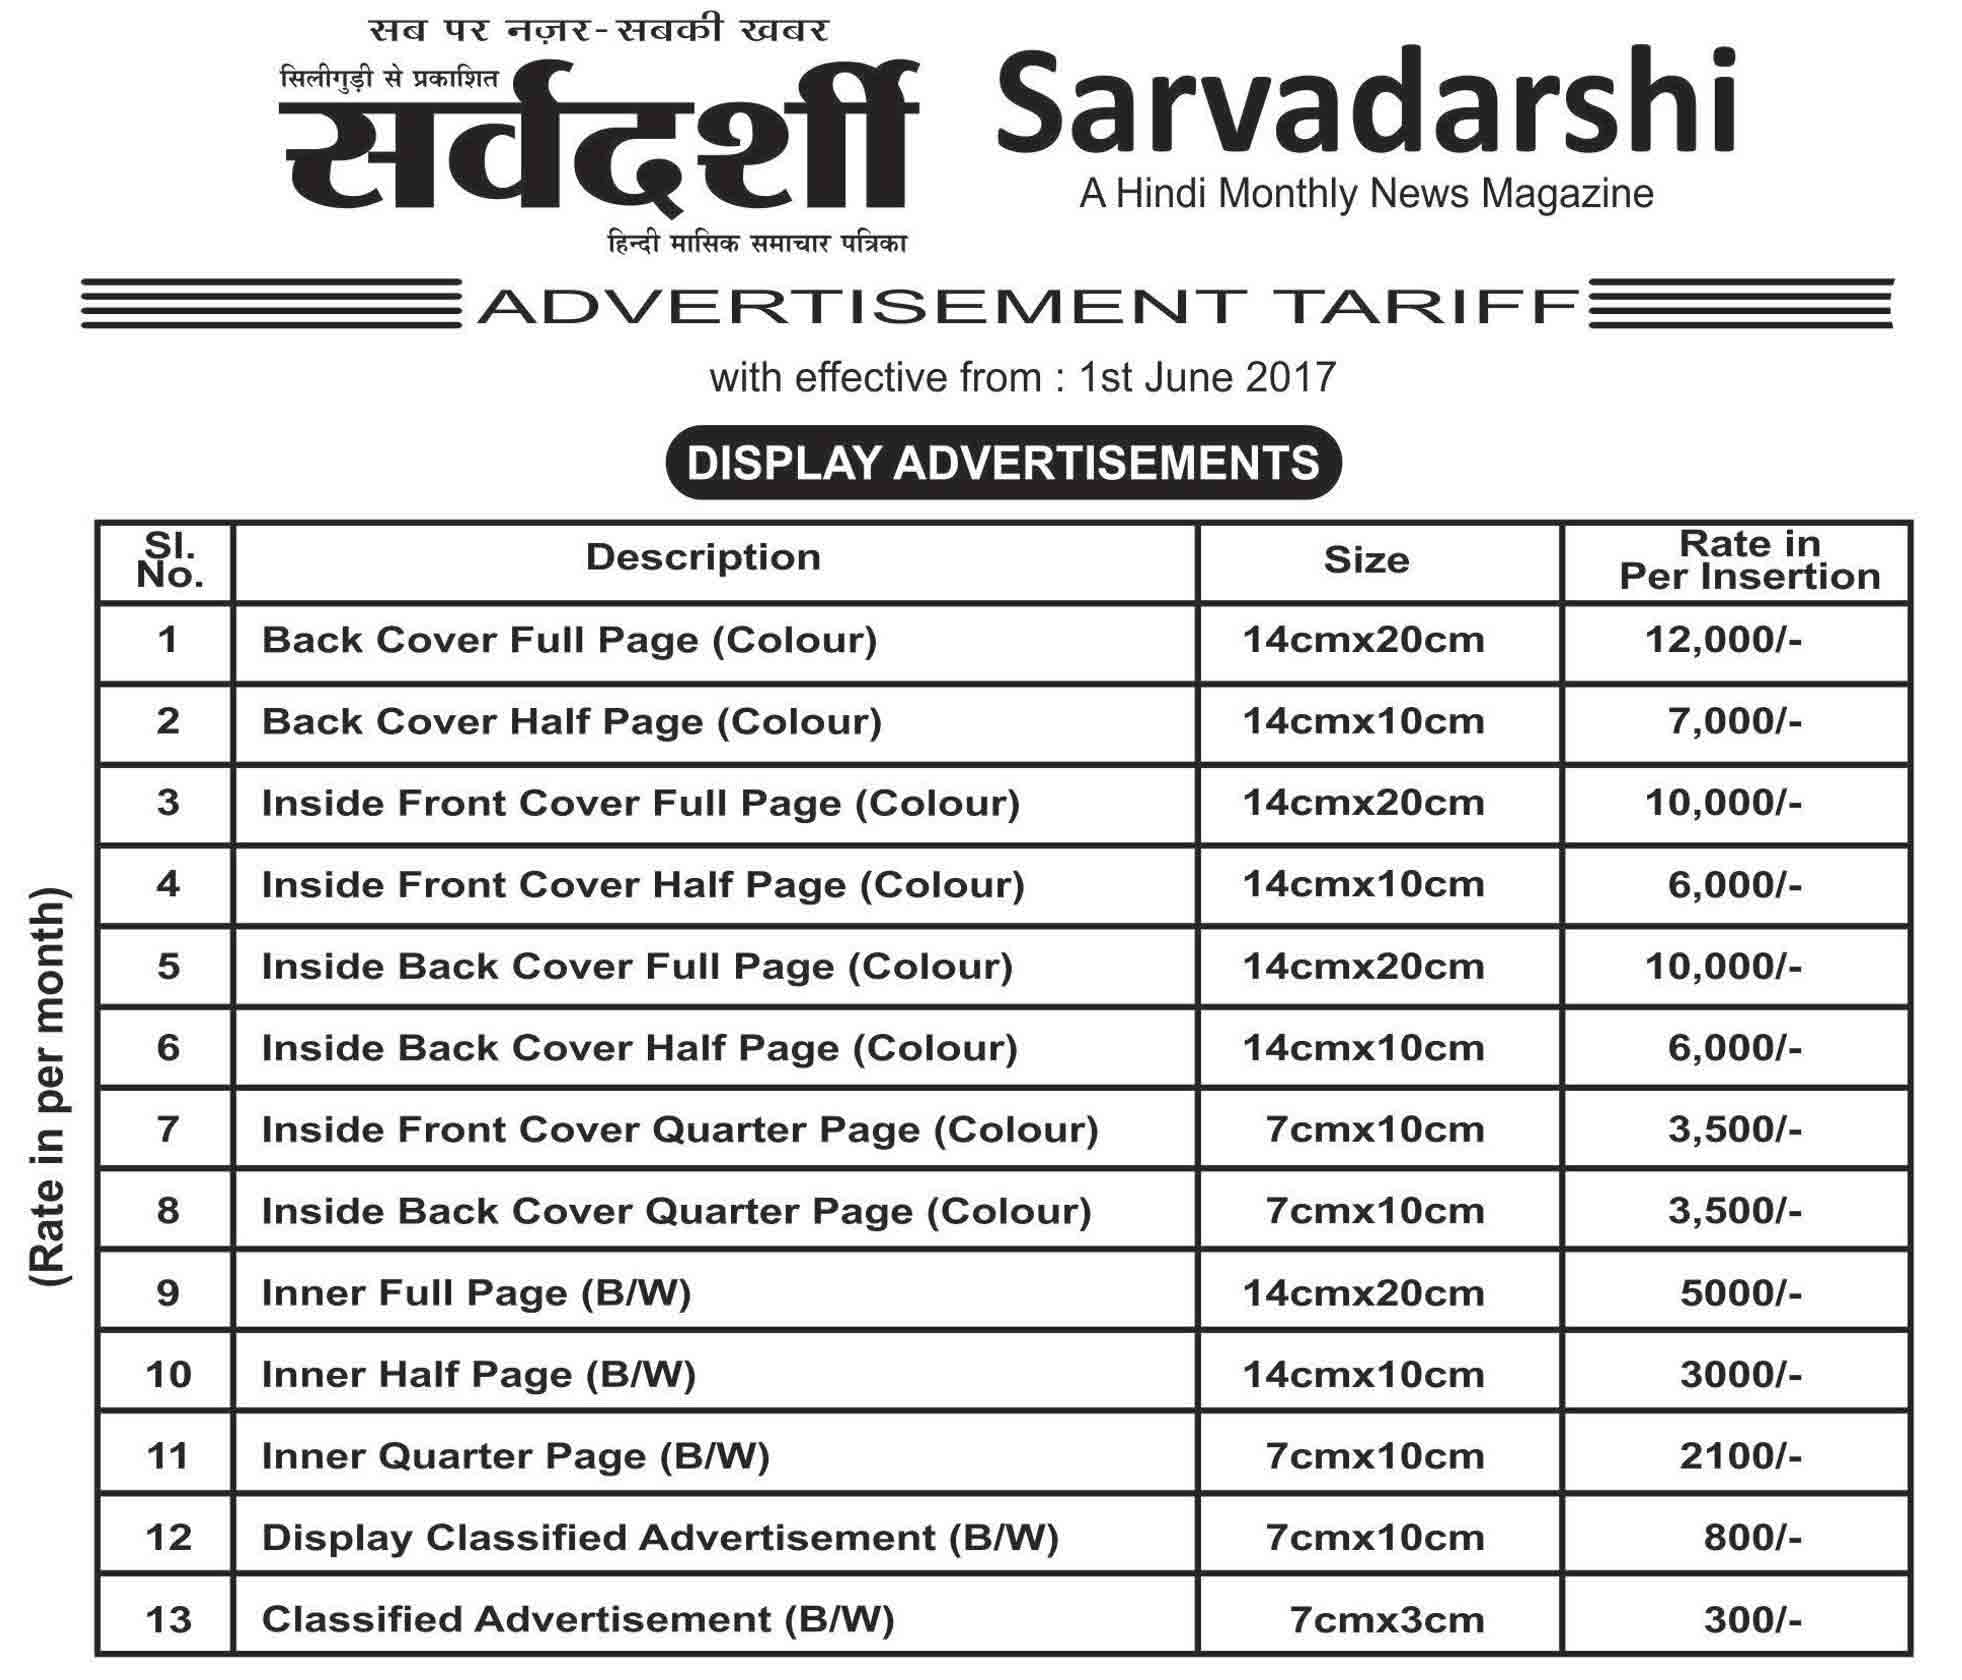 सब पर नज़र-सबकी ख़बर
सिलीगुड़ी से प्रकाशित
सर्वदर्शी
हिन्दी मासिक समाचार पत्रिका
Sarvadarshi
A Hindi Monthly News Magazine
ADVERTISEMENT TARIFF
with effective from : 1st June 2017
DISPLAY ADVERTISEMENTS
(Rate in per month)
Sl. No. Description Size Rate in Per Insertion
1 Back Cover Full Page (Colour) 14cmx20cm 12,000/-
2 Back Cover Half Page (Colour) 14cmx10cm 7,000/-
3 Inside Front Cover Full Page (Colour) 14cmx20cm 10,000/-
4 Inside Front Cover Half Page (Colour) 14cmx10cm 6,000/-
5 Inside Back Cover Full Page (Colour) 14cmx20cm 10,000/-
6 Inside Back Cover Half Page (Colour) 14cmx10cm 6,000/-
7 Inside Front Cover Quarter Page (Colour) 7cmx10cm 3,500/-
8 Inside Back Cover Quarter Page (Colour) 7cmx10cm 3,500/-
9 Inner Full Page (B/W) 14cmx20cm 5000/-
10 Inner Half Page (B/W) 14cmx10cm 3000/-
11 Inner Quarter Page (B/W) 7cmx10cm 2100/-
12 Display Classified Advertisement (B/W) 7cmx10cm 800/-
13 Classified Advertisement (B/W) 7cmx3cm 300/-